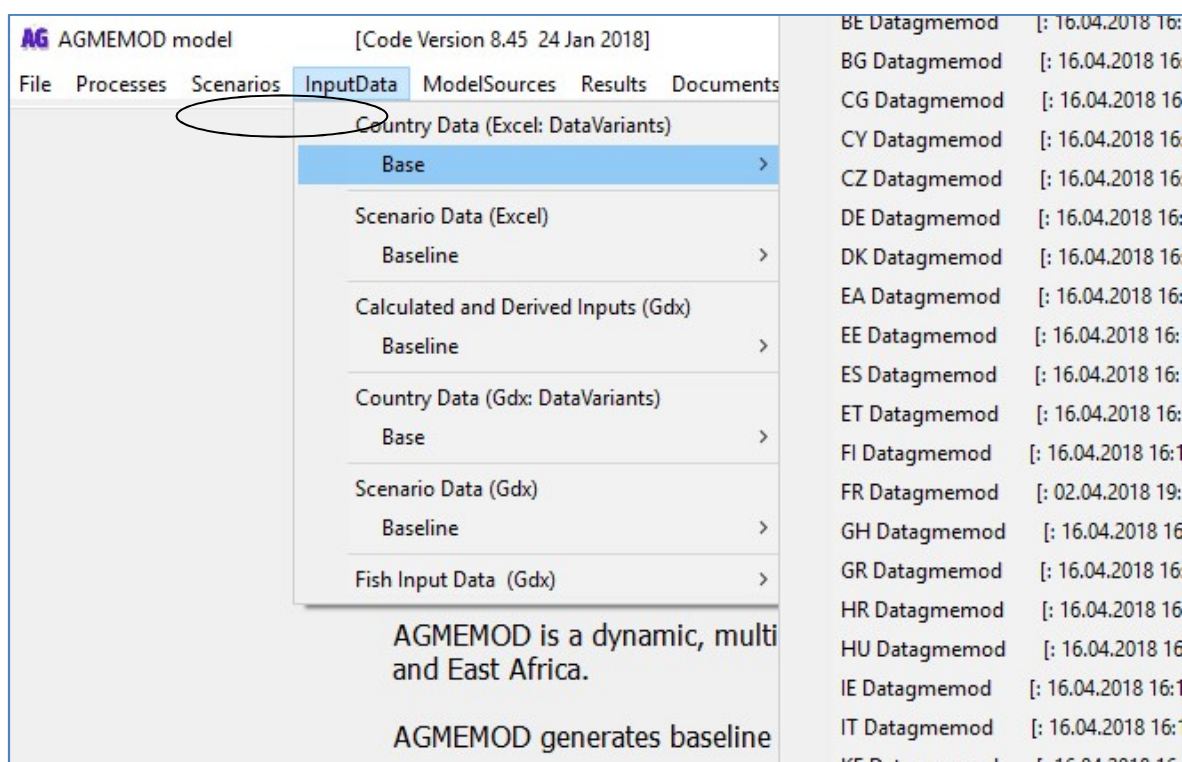 AG AGMEMOD model [Code Version 8.45 24 Jan 2018]
File Processes Scenarios InputData ModelSources Results Documents
Country Data (Excel: DataVariants)
Base >
Scenario Data (Excel)
Baseline >
Calculated and Derived Inputs (Gdx)
Baseline >
Country Data (Gdx: DataVariants)
Base >
Scenario Data (Gdx)
Baseline >
Fish Input Data (Gdx) >
AGMEMOD is a dynamic, multi
and East Africa.
AGMEMOD generates baseline
BE Datagmemod [: 16.04.2018 16:
BG Datagmemod [: 16.04.2018 16:
CG Datagmemod [: 16.04.2018 16
CY Datagmemod [: 16.04.2018 16:
CZ Datagmemod [: 16.04.2018 16:
DE Datagmemod [: 16.04.2018 16:
DK Datagmemod [: 16.04.2018 16:
EA Datagmemod [: 16.04.2018 16:
EE Datagmemod [: 16.04.2018 16:
ES Datagmemod [: 16.04.2018 16:
ET Datagmemod [: 16.04.2018 16:
FI Datagmemod [: 16.04.2018 16:1
FR Datagmemod [: 02.04.2018 19:
GH Datagmemod [: 16.04.2018 16
GR Datagmemod [: 16.04.2018 16:
HR Datagmemod [: 16.04.2018 16
HU Datagmemod [: 16.04.2018 16
IE Datagmemod [: 16.04.2018 16:1
IT Datagmemod [: 16.04.2018 16:1